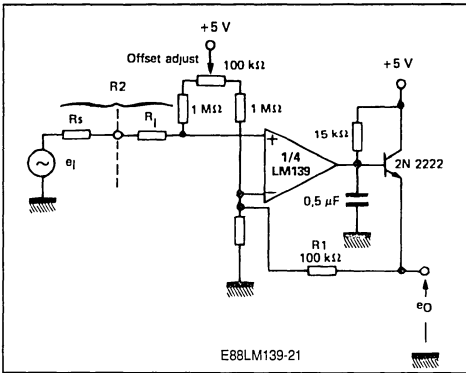 +5 V
Offset adjust
100 kΩ
+5 V
R2
Rs
RI
1 MΩ
1 MΩ
15 kΩ
+
1/4
LM139
−
2N 2222
eI
0,5 µF
R1
100 kΩ
eO
E88LM139-21